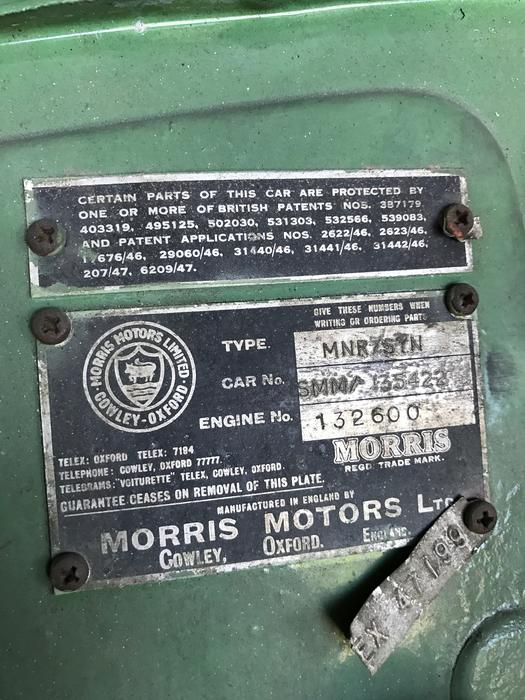 CERTAIN PARTS OF THIS CAR ARE PROTECTED BY
ONE OR MORE OF BRITISH PATENTS NOS. 387179,
403319, 495125, 502030, 531303, 532566, 539083,
AND PATENT APPLICATIONS NOS. 2622/46, 2623/46,
676/46, 29060/46, 31440/46, 31441/46, 31442/46,
207/47, 6209/47.
GIVE THESE NUMBERS WHEN
WRITING OR ORDERING PARTS
MORRIS MOTORS LIMITED
COWLEY-OXFORD
TYPE.
CAR No. SMM/
ENGINE No. 132600
MORRIS
REGD. TRADE MARK.
TELEX: OXFORD TELEX: 7194
TELEPHONE: COWLEY, OXFORD 77777.
TELEGRAMS: "VOITURETTE" TELEX, COWLEY, OXFORD.
GUARANTEE CEASES ON REMOVAL OF THIS PLATE.
MANUFACTURED IN ENGLAND BY
MORRIS MOTORS LTD
COWLEY, OXFORD. ENGLAND.
EX 47199